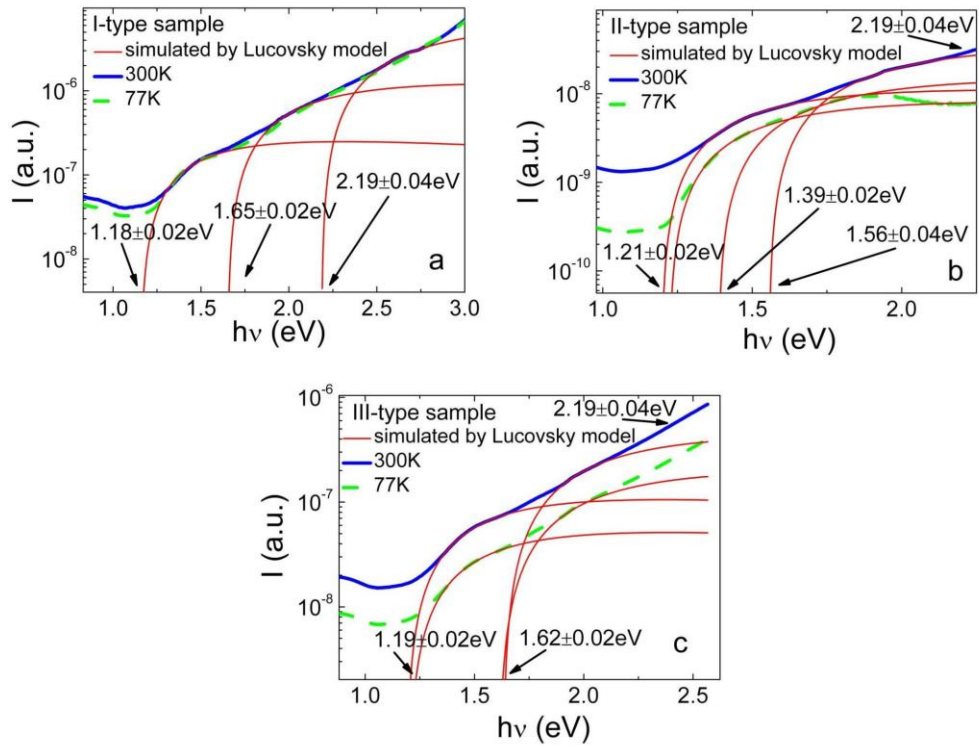 I-type sample
simulated by Lucovsky model
300K
77K
I (a.u.)
10⁻⁶
10⁻⁷
10⁻⁸
1.18±0.02eV
1.65±0.02eV
2.19±0.04eV
a
1.0
1.5
2.0
2.5
3.0
hν (eV)
II-type sample
simulated by Lucovsky model
300K
77K
2.19±0.04eV
I (a.u.)
10⁻⁸
10⁻⁹
10⁻¹⁰
1.21±0.02eV
1.39±0.02eV
1.56±0.04eV
b
1.0
1.5
2.0
hν (eV)
III-type sample
simulated by Lucovsky model
300K
77K
2.19±0.04eV
I (a.u.)
10⁻⁶
10⁻⁷
10⁻⁸
1.19±0.02eV
1.62±0.02eV
c
1.0
1.5
2.0
2.5
hν (eV)